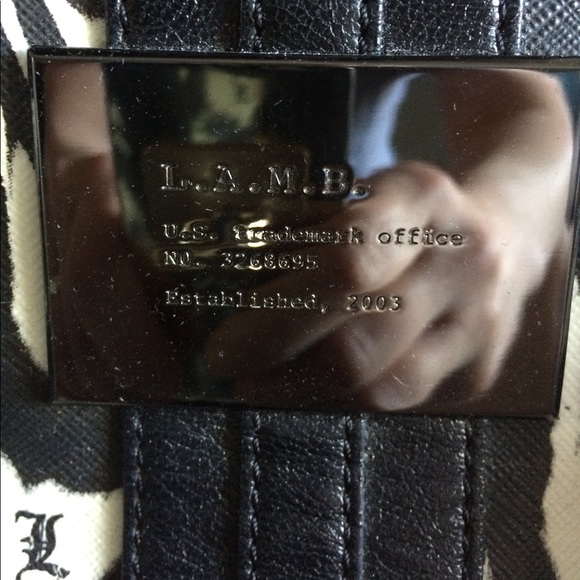 L.A.M.B.
U.S. Trademark office
NO. 3268695
Established, 2003
L